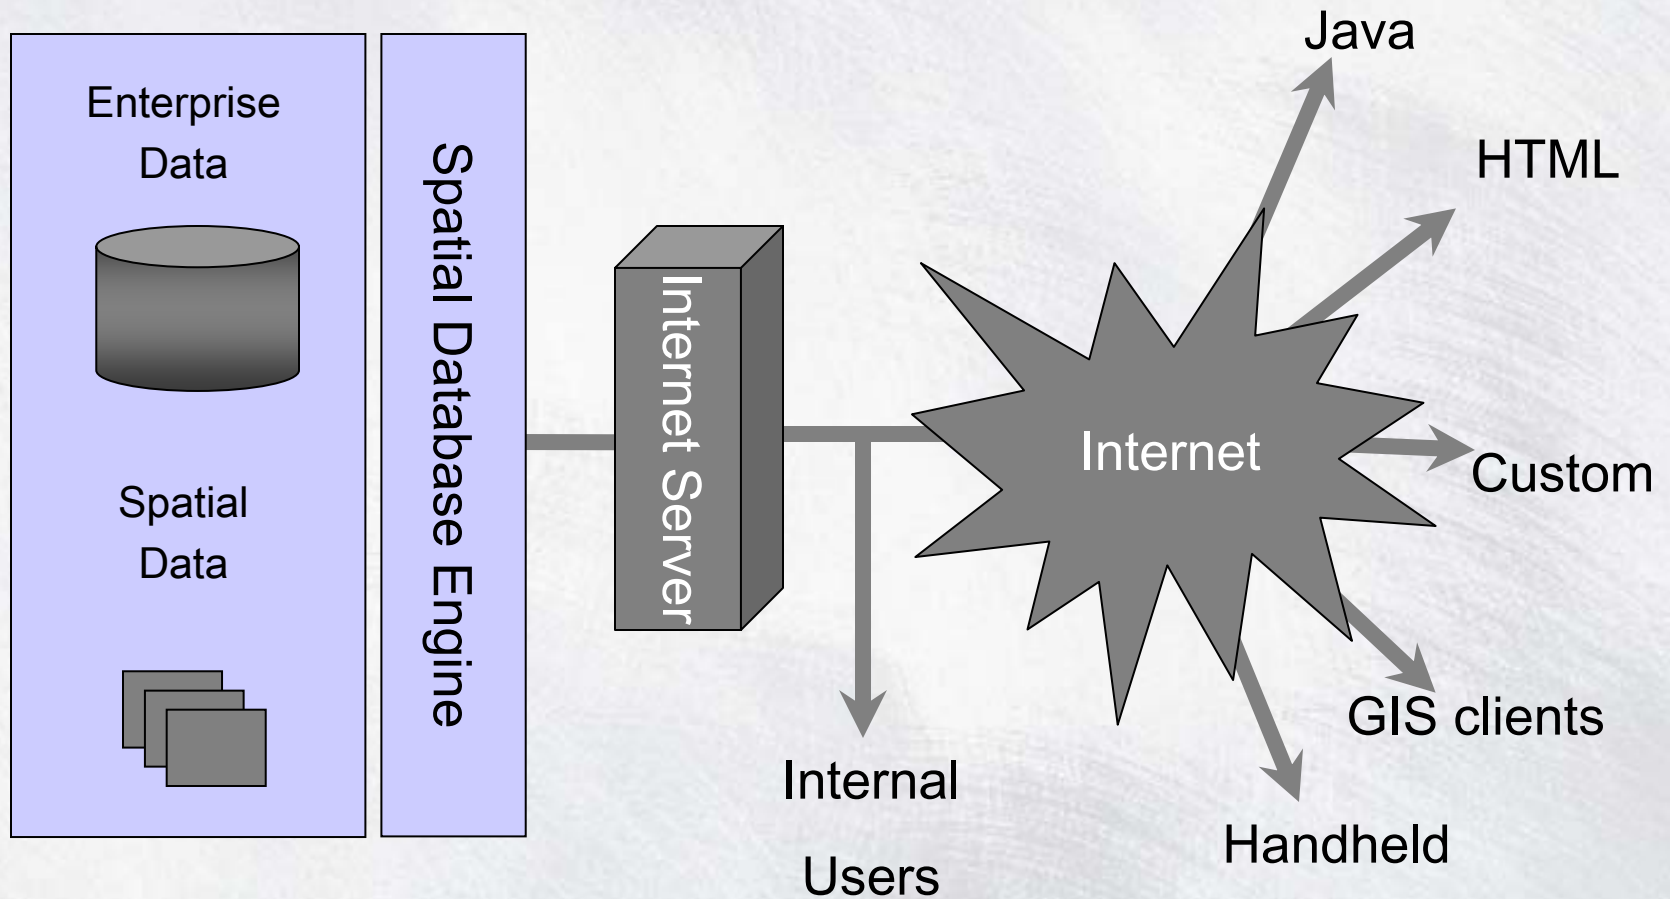 Enterprise
Data
Spatial
Data
Spatial Database Engine
Internet Server
Internal
Users
Internet
Java
HTML
Custom
GIS clients
Handheld